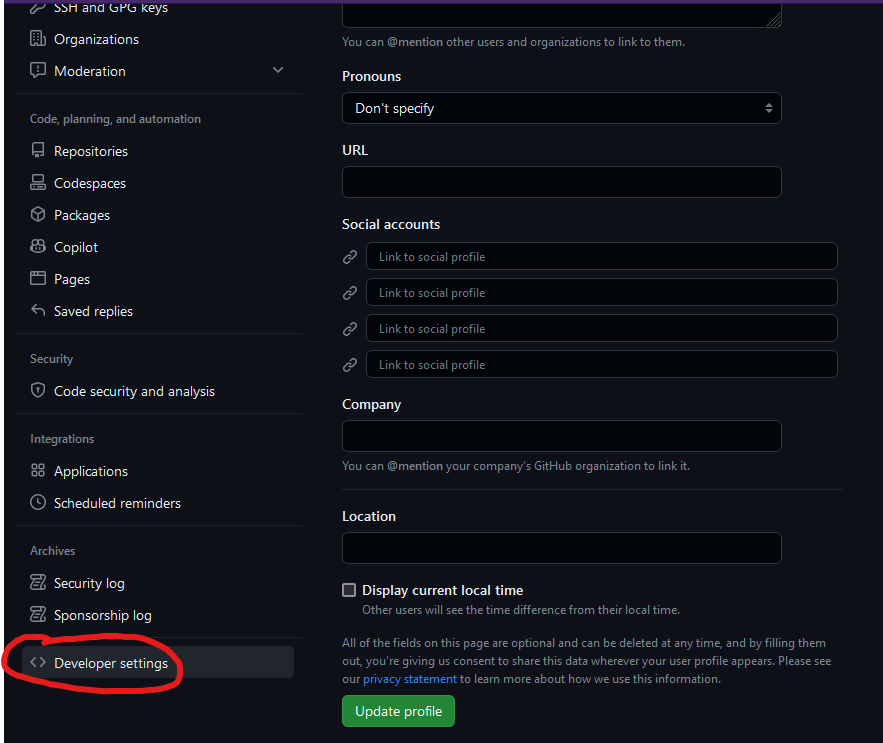 SSH and GPG keys
Organizations
Moderation
Code, planning, and automation
Repositories
Codespaces
Packages
Copilot
Pages
Saved replies
Security
Code security and analysis
Integrations
Applications
Scheduled reminders
Archives
Security log
Sponsorship log
Developer settings
You can @mention other users and organizations to link to them.
Pronouns
Don't specify
URL
Social accounts
Link to social profile
Link to social profile
Link to social profile
Link to social profile
Company
You can @mention your company's GitHub organization to link it.
Location
Display current local time
Other users will see the time difference from their local time.
All of the fields on this page are optional and can be deleted at any time, and by filling them
out, you're giving us consent to share this data wherever your user profile appears. Please see
our privacy statement to learn more about how we use this information.
Update profile